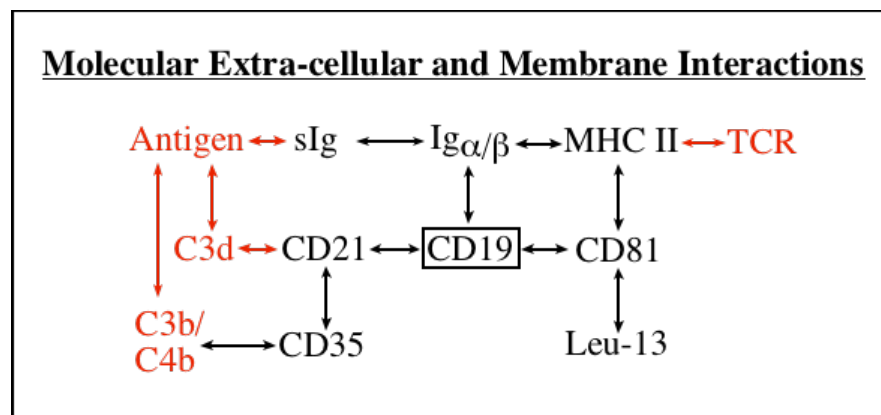 Molecular Extra-cellular and Membrane Interactions
Antigen sIg Igα/β MHC II TCR
C3d CD21 CD19 CD81
C3b/
C4b CD35 Leu-13